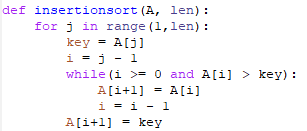 def insertionsort(A, len):
    for j in range(1,len):
        key = A[j]
        i = j - 1
        while(i >= 0 and A[i] > key):
            A[i+1] = A[i]
            i = i - 1
        A[i+1] = key